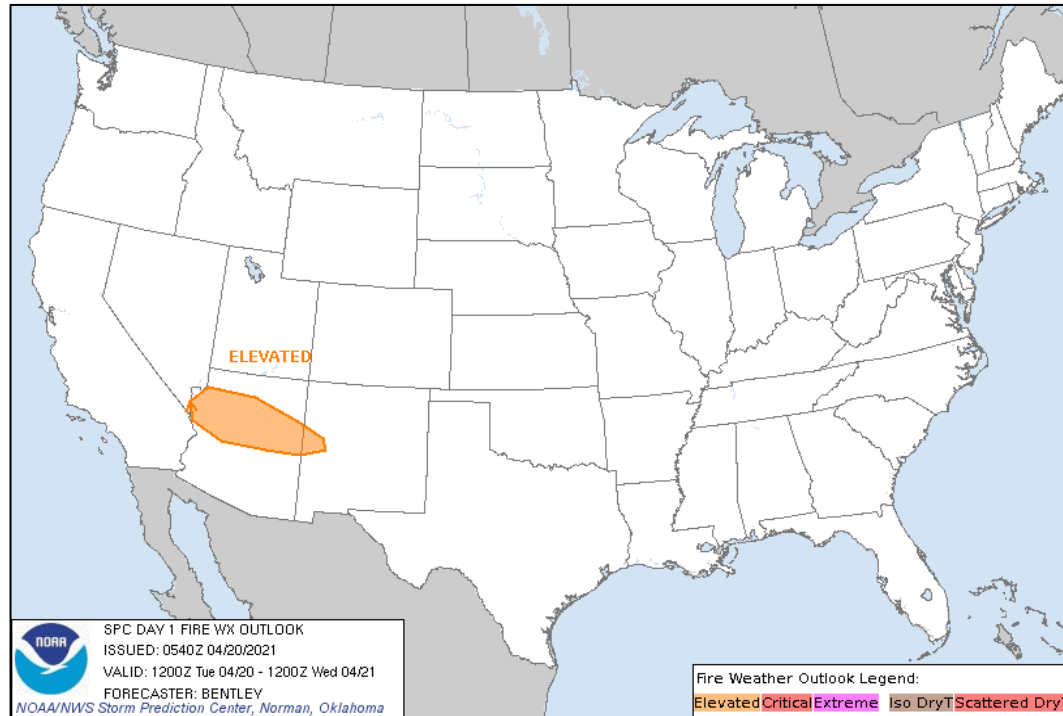 ELEVATED
NOAA
SPC DAY 1 FIRE WX OUTLOOK
ISSUED: 0540Z 04/20/2021
VALID: 1200Z Tue 04/20 - 1200Z Wed 04/21
FORECASTER: BENTLEY
NOAA/NWS Storm Prediction Center, Norman, Oklahoma
Fire Weather Outlook Legend:
Elevated Critical Extreme Iso DryT Scattered DryT